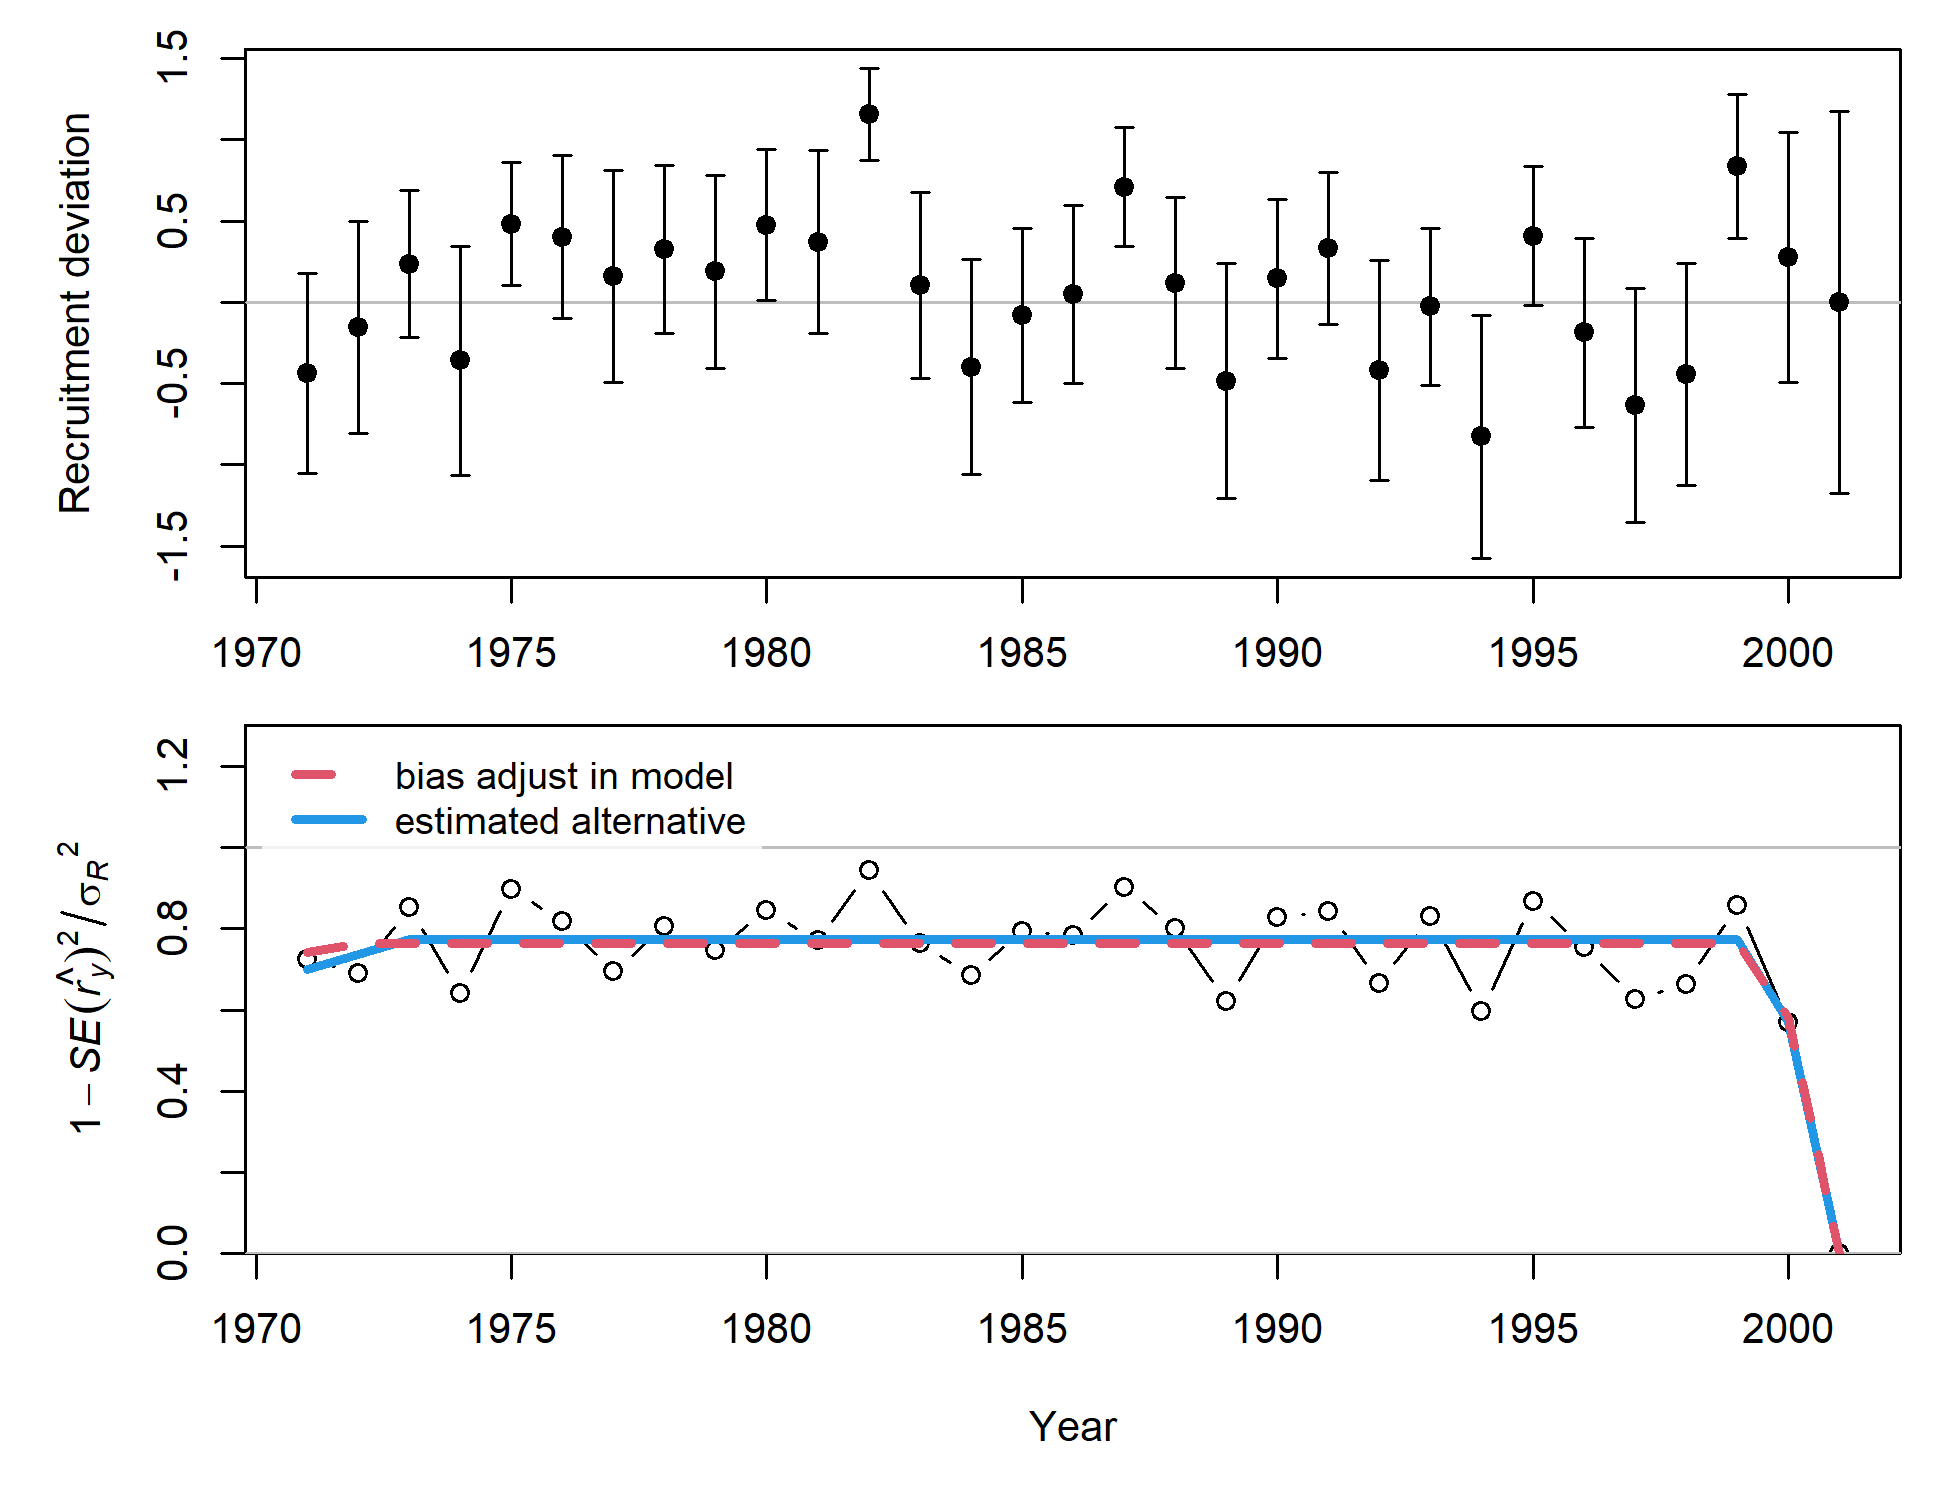 Recruitment deviation
1.5
0.5
-0.5
-1.5
1970 1975 1980 1985 1990 1995 2000
bias adjust in model
estimated alternative
1 − SE(r̂y)² / σR²
1.2
0.8
0.4
0.0
1970 1975 1980 1985 1990 1995 2000
Year